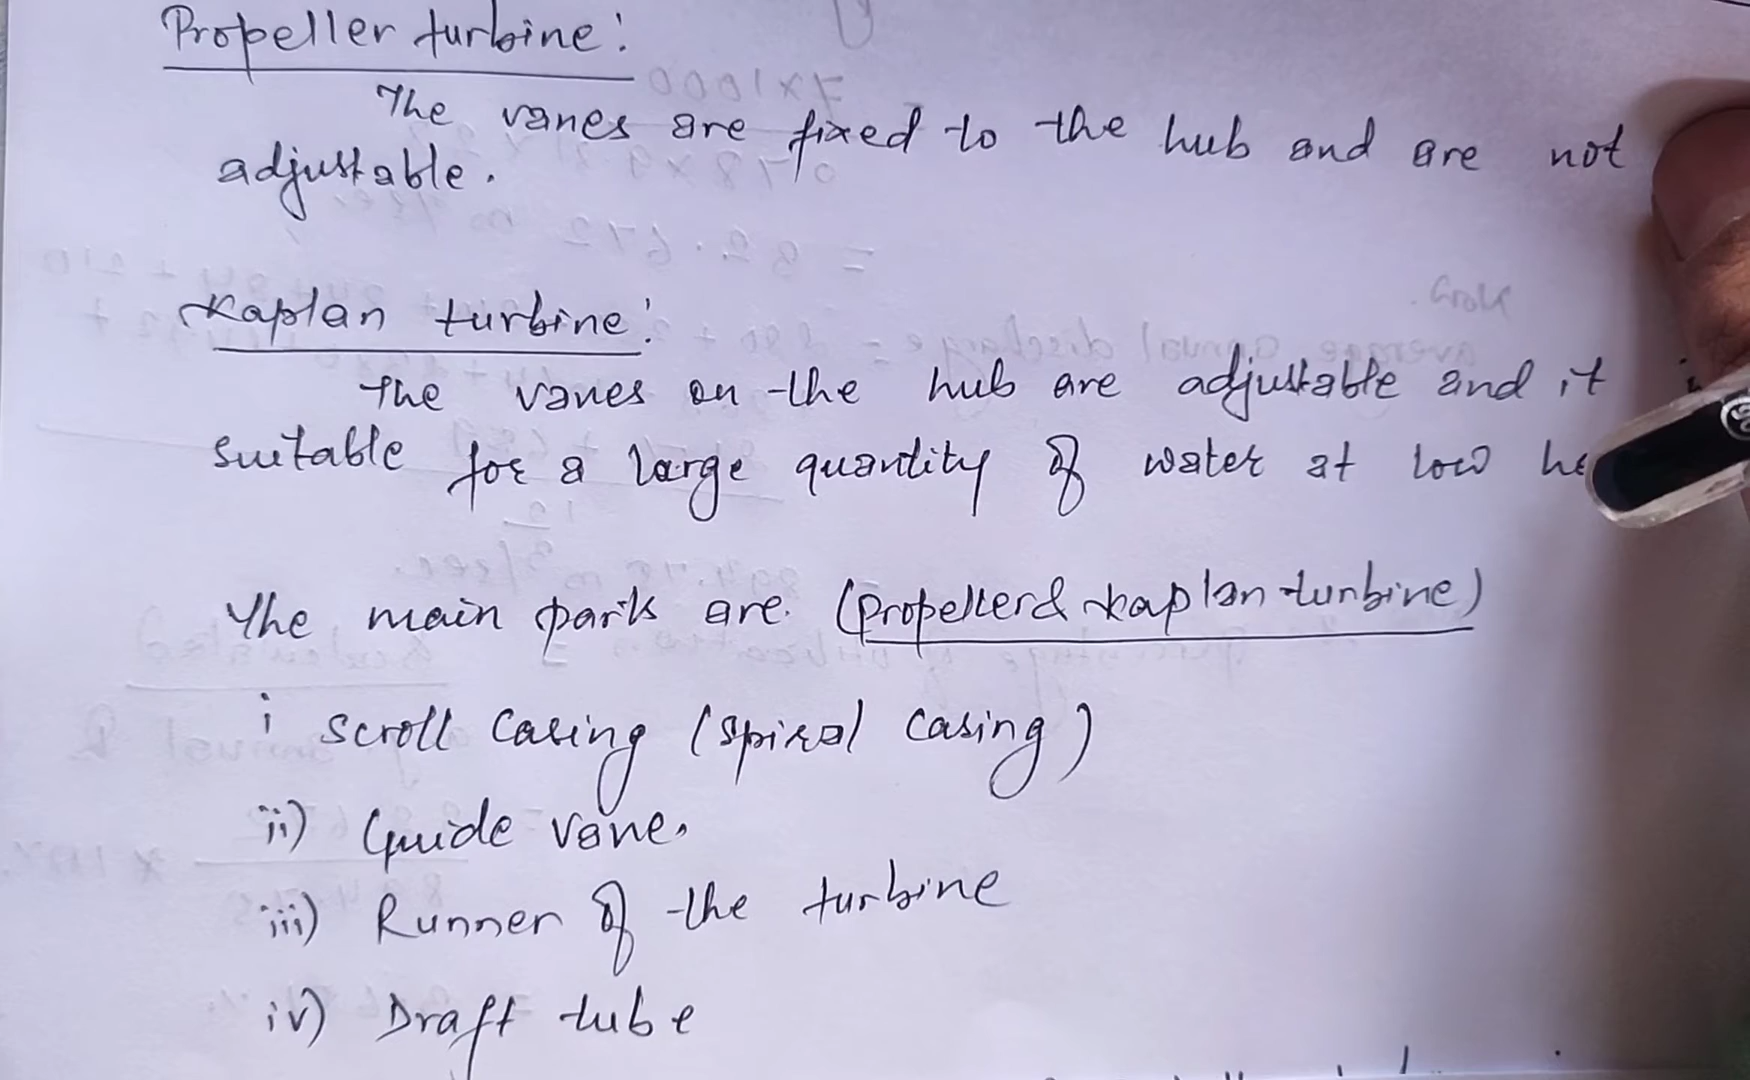 Propeller turbine:
The vanes are fixed to the hub and are not
adjustable.
Kaplan turbine:
The vanes on the hub are adjustable and it
suitable for a large quantity of water at low
The main parts are (propeller & kaplan turbine)
i scroll casing (spiral casing)
ii) Guide vane.
iii) Runner of the turbine
iv) Draft tube